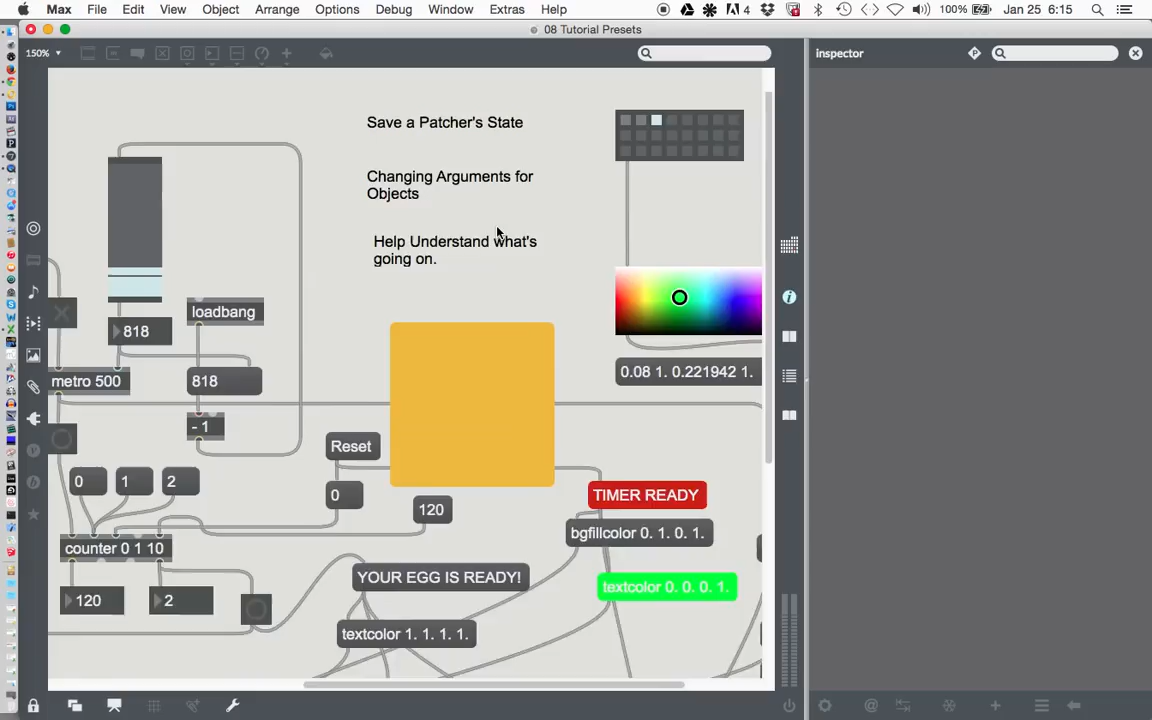 Max File Edit View Object Arrange Options Debug Window Extras Help 4 100% Jan 25 6:15
08 Tutorial Presets
150%
inspector
Save a Patcher's State
Changing Arguments for
Objects
Help Understand what's
going on.
loadbang
818
metro 500
818
- 1
0.08 1. 0.221942 1.
Reset
0 1 2
0
120
TIMER READY
bgfillcolor 0. 1. 0. 1.
counter 0 1 10
YOUR EGG IS READY!
textcolor 0. 0. 0. 1.
120
2
textcolor 1. 1. 1. 1.